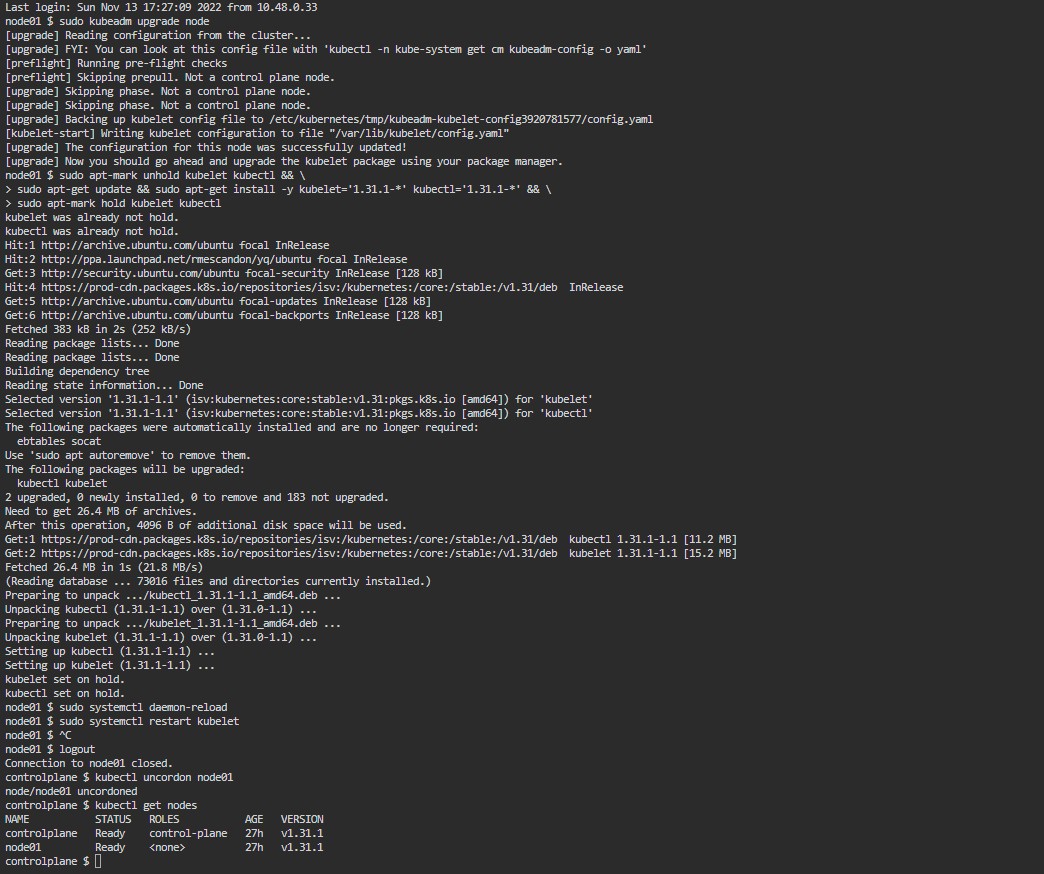 Last login: Sun Nov 13 17:27:09 2022 from 10.48.0.33
node01 $ sudo kubeadm upgrade node
[upgrade] Reading configuration from the cluster...
[upgrade] FYI: You can look at this config file with 'kubectl -n kube-system get cm kubeadm-config -o yaml'
[preflight] Running pre-flight checks
[preflight] Skipping prepull. Not a control plane node.
[upgrade] Skipping phase. Not a control plane node.
[upgrade] Skipping phase. Not a control plane node.
[upgrade] Backing up kubelet config file to /etc/kubernetes/tmp/kubeadm-kubelet-config3920781577/config.yaml
[kubelet-start] Writing kubelet configuration to file "/var/lib/kubelet/config.yaml"
[upgrade] The configuration for this node was successfully updated!
[upgrade] Now you should go ahead and upgrade the kubelet package using your package manager.
node01 $ sudo apt-mark unhold kubelet kubectl && \
> sudo apt-get update && sudo apt-get install -y kubelet='1.31.1-*' kubectl='1.31.1-*' && \
> sudo apt-mark hold kubelet kubectl
kubelet was already not hold.
kubectl was already not hold.
Hit:1 http://archive.ubuntu.com/ubuntu focal InRelease
Hit:2 http://ppa.launchpad.net/rmescandon/yq/ubuntu focal InRelease
Get:3 http://security.ubuntu.com/ubuntu focal-security InRelease [128 kB]
Hit:4 https://prod-cdn.packages.k8s.io/repositories/isv:/kubernetes:/core:/stable:/v1.31/deb  InRelease
Get:5 http://archive.ubuntu.com/ubuntu focal-updates InRelease [128 kB]
Get:6 http://archive.ubuntu.com/ubuntu focal-backports InRelease [128 kB]
Fetched 383 kB in 2s (252 kB/s)
Reading package lists... Done
Reading package lists... Done
Building dependency tree
Reading state information... Done
Selected version '1.31.1-1.1' (isv:kubernetes:core:stable:v1.31:pkgs.k8s.io [amd64]) for 'kubelet'
Selected version '1.31.1-1.1' (isv:kubernetes:core:stable:v1.31:pkgs.k8s.io [amd64]) for 'kubectl'
The following packages were automatically installed and are no longer required:
  ebtables socat
Use 'sudo apt autoremove' to remove them.
The following packages will be upgraded:
  kubectl kubelet
2 upgraded, 0 newly installed, 0 to remove and 183 not upgraded.
Need to get 26.4 MB of archives.
After this operation, 4096 B of additional disk space will be used.
Get:1 https://prod-cdn.packages.k8s.io/repositories/isv:/kubernetes:/core:/stable:/v1.31/deb  kubectl 1.31.1-1.1 [11.2 MB]
Get:2 https://prod-cdn.packages.k8s.io/repositories/isv:/kubernetes:/core:/stable:/v1.31/deb  kubelet 1.31.1-1.1 [15.2 MB]
Fetched 26.4 MB in 1s (21.8 MB/s)
(Reading database ... 73016 files and directories currently installed.)
Preparing to unpack .../kubectl_1.31.1-1.1_amd64.deb ...
Unpacking kubectl (1.31.1-1.1) over (1.31.0-1.1) ...
Preparing to unpack .../kubelet_1.31.1-1.1_amd64.deb ...
Unpacking kubelet (1.31.1-1.1) over (1.31.0-1.1) ...
Setting up kubectl (1.31.1-1.1) ...
Setting up kubelet (1.31.1-1.1) ...
kubelet set on hold.
kubectl set on hold.
node01 $ sudo systemctl daemon-reload
node01 $ sudo systemctl restart kubelet
node01 $ ^C
node01 $ logout
Connection to node01 closed.
controlplane $ kubectl uncordon node01
node/node01 uncordoned
controlplane $ kubectl get nodes
NAME           STATUS   ROLES           AGE   VERSION
controlplane   Ready    control-plane   27h   v1.31.1
node01         Ready    <none>          27h   v1.31.1
controlplane $